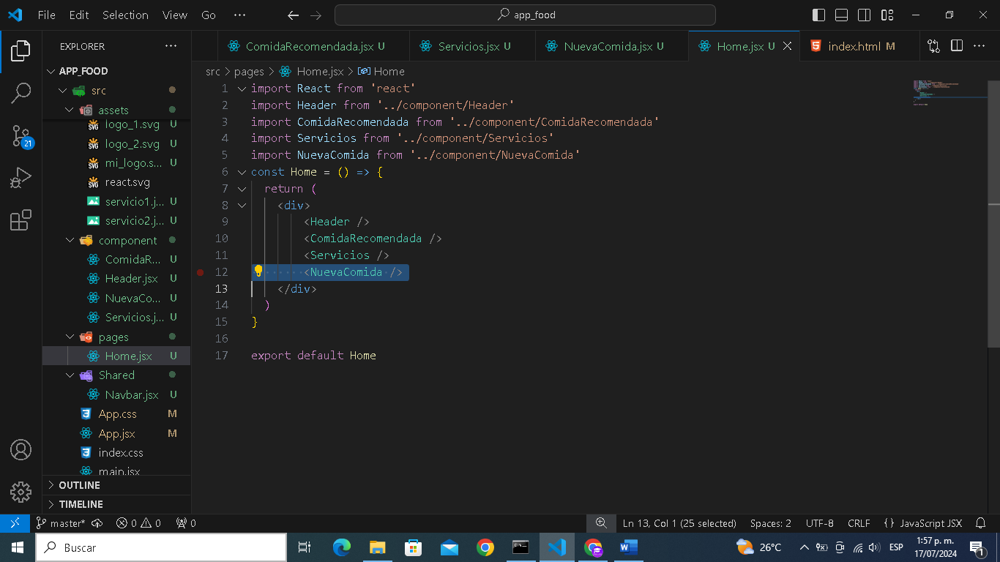 File Edit Selection View Go ··· app_food
EXPLORER ···
APP_FOOD
src
assets
logo_1.svg U
logo_2.svg U
mi_logo.s... U
react.svg
servicio1.j... U
servicio2.j... U
component
ComidaR... U
Header.jsx U
NuevaCo... U
Servicios.j... U
pages
Home.jsx U
Shared
Navbar.jsx U
App.css M
App.jsx M
index.css
main.jsx
OUTLINE
TIMELINE
21
ComidaRecomendada.jsx U Servicios.jsx U NuevaComida.jsx U Home.jsx U index.html M
src > pages > Home.jsx > Home
1 import React from 'react'
2 import Header from '../component/Header'
3 import ComidaRecomendada from '../component/ComidaRecomendada'
4 import Servicios from '../component/Servicios'
5 import NuevaComida from '../component/NuevaComida'
6 const Home = () => {
7 return (
8 <div>
9 <Header />
10 <ComidaRecomendada />
11 <Servicios />
12 <NuevaComida />
13 </div>
14 )
15 }
16
17 export default Home
master* 0 0 0 Ln 13, Col 1 (25 selected) Spaces: 2 UTF-8 CRLF {} JavaScript JSX
Buscar 26°C ESP 1:57 p. m.
17/07/2024 1